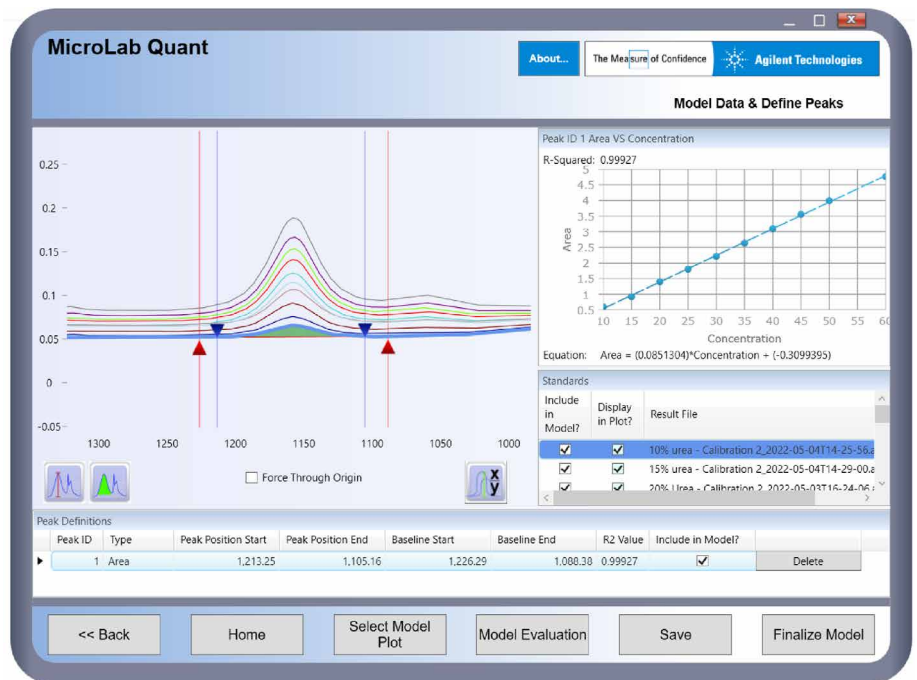 MicroLab Quant
About...
The Measure of Confidence
Agilent Technologies
Model Data & Define Peaks
0.25
0.2
0.15
0.1
0.05
0
-0.05
1300 1250 1200 1150 1100 1050 1000
Force Through Origin
x
y
Peak ID 1 Area VS Concentration
R-Squared: 0.99927
5
4.5
4
3.5
3
2.5
2
1.5
1
0.5
Area
10 15 20 25 30 35 40 45 50 55 60
Concentration
Equation: Area = (0.0851304)*Concentration + (-0.3099395)
Standards
Include in Model? Display in Plot? Result File
10% urea - Calibration 2_2022-05-04T14-25-56.a
15% urea - Calibration 2_2022-05-04T14-29-00.a
20% Urea - Calibration 2_2022-05-03T16-24-06.a
Peak Definitions
Peak ID Type Peak Position Start Peak Position End Baseline Start Baseline End R2 Value Include in Model?
1 Area 1,213.25 1,105.16 1,226.29 1,088.38 0.99927 Delete
<< Back Home Select Model Plot Model Evaluation Save Finalize Model